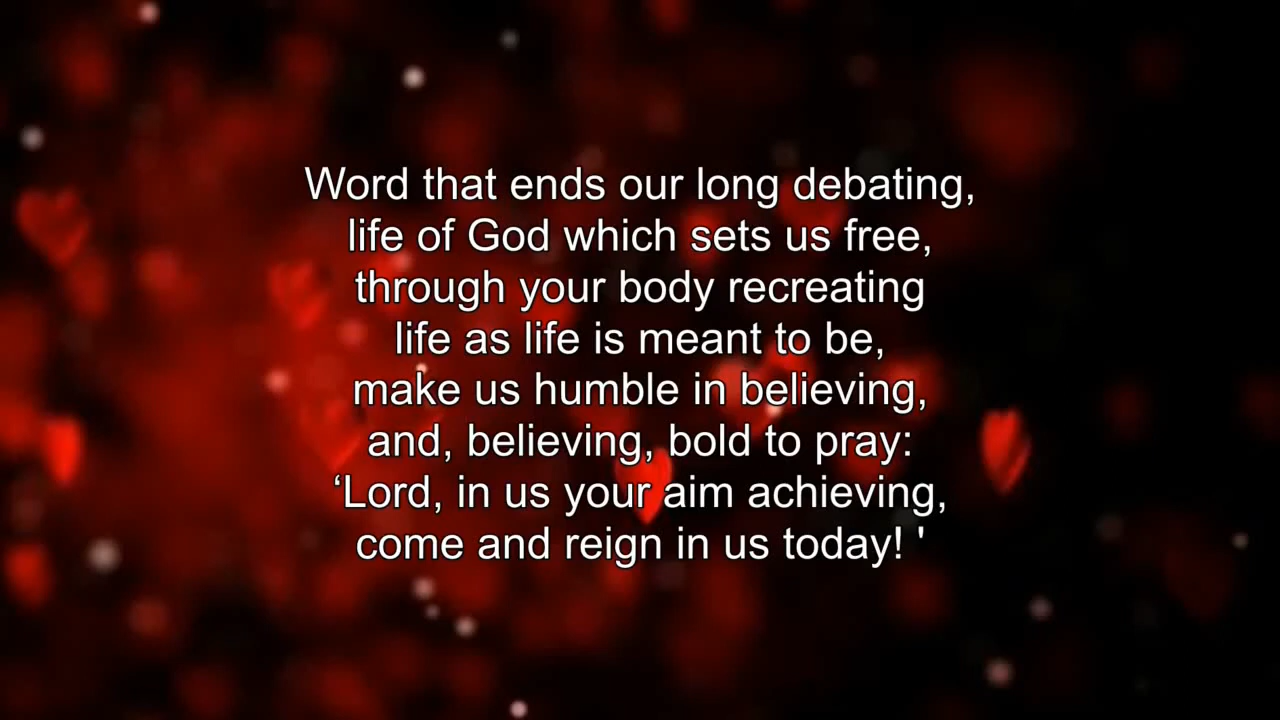 Word that ends our long debating,
life of God which sets us free,
through your body recreating
life as life is meant to be,
make us humble in believing,
and, believing, bold to pray:
‘Lord, in us your aim achieving,
come and reign in us today! '